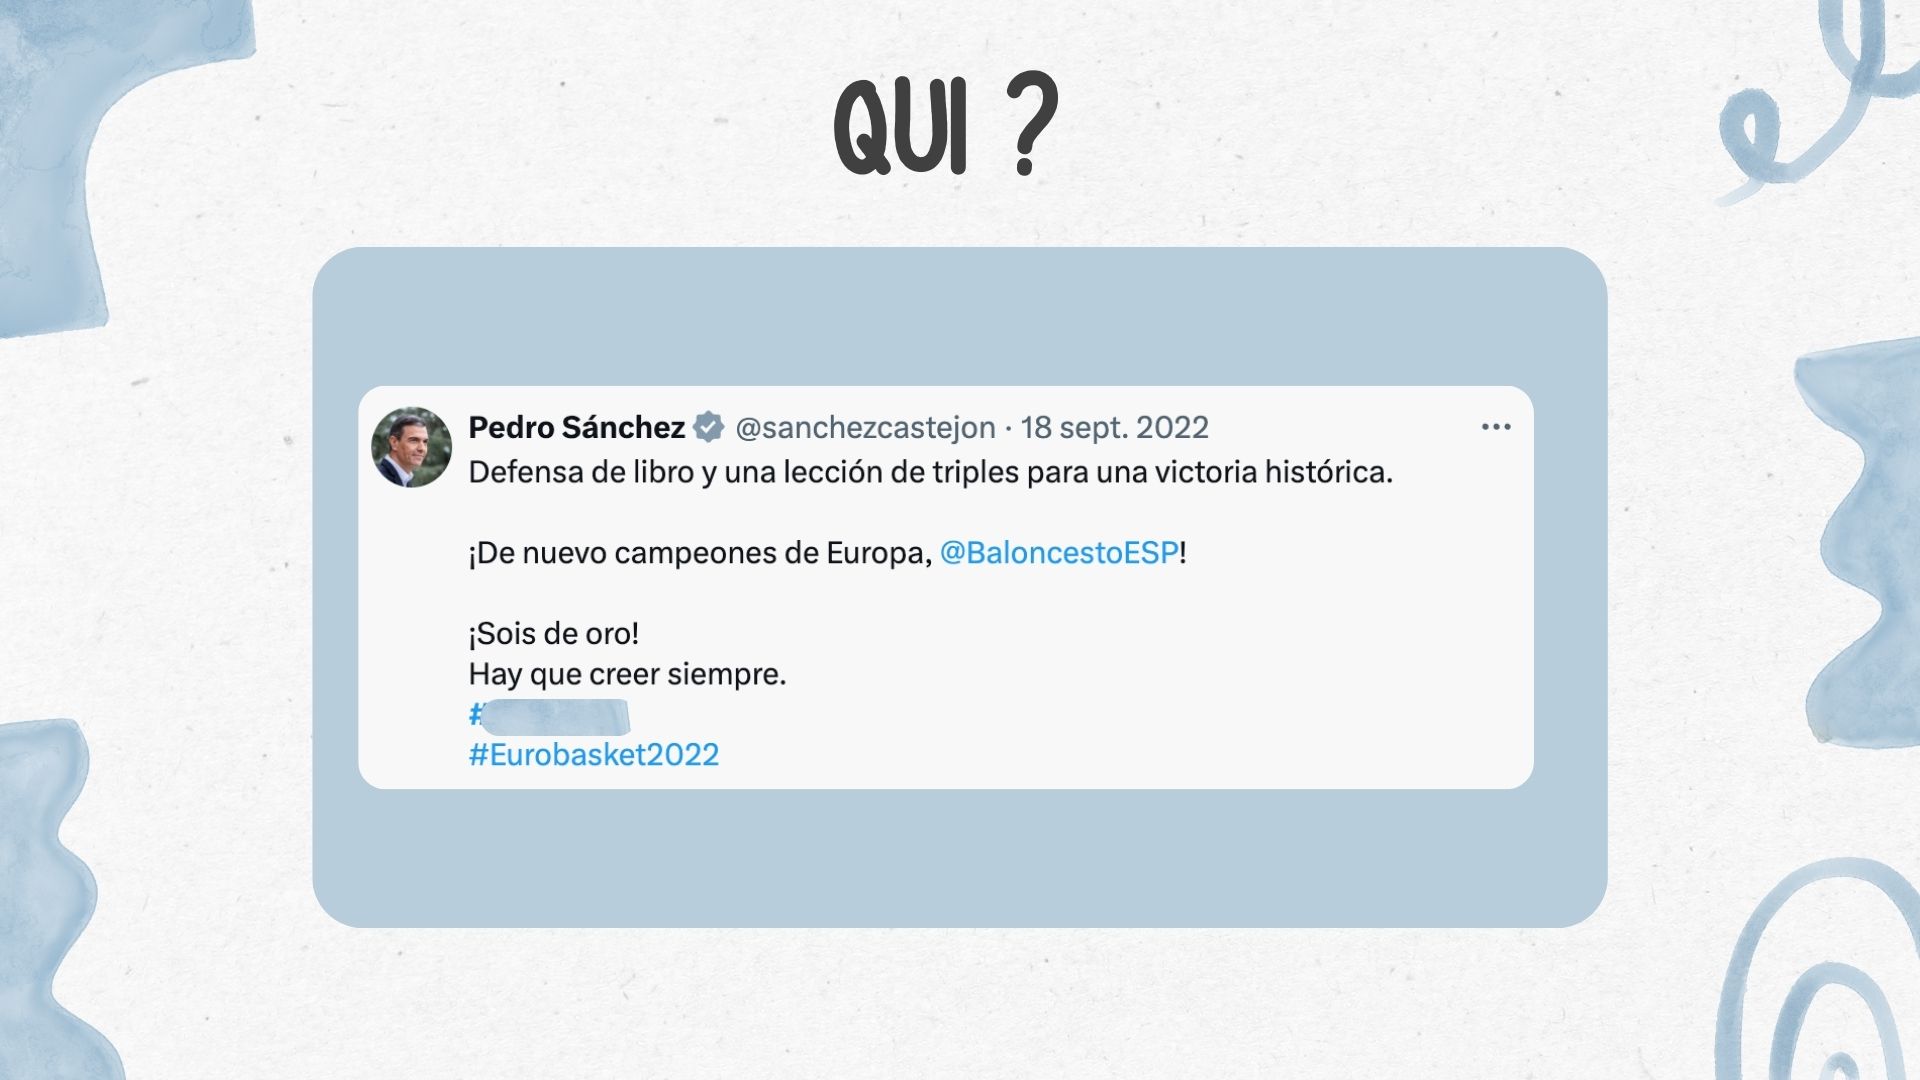 QUI ?
Pedro Sánchez @sanchezcastejon · 18 sept. 2022
Defensa de libro y una lección de triples para una victoria histórica.
¡De nuevo campeones de Europa, @BaloncestoESP!
¡Sois de oro!
Hay que creer siempre.
#
#Eurobasket2022